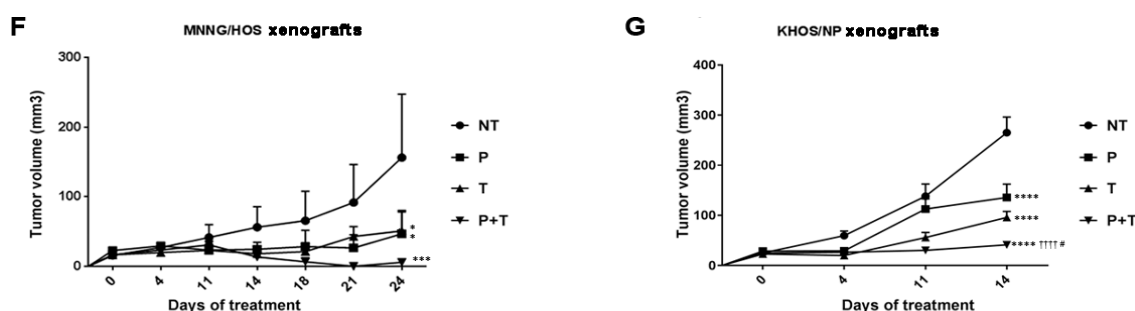 F
MNNG/HOS xenografts
300
200
100
0
Tumor volume (mm3)
0
4
11
14
18
21
24
Days of treatment
*
*
***
NT
P
T
P+T
G
KHOS/NP xenografts
400
300
200
100
0
Tumor volume (mm3)
0
4
11
14
Days of treatment
****
****
**** †††† #
NT
P
T
P+T